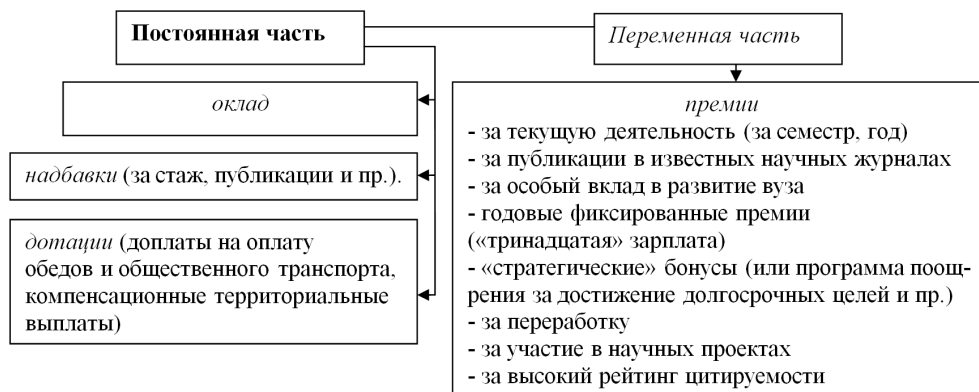 Постоянная часть
Переменная часть
оклад
надбавки (за стаж, публикации и пр.).
дотации (доплаты на оплату
обедов и общественного транспорта,
компенсационные территориальные
выплаты)
премии
- за текущую деятельность (за семестр, год)
- за публикации в известных научных журналах
- за особый вклад в развитие вуза
- годовые фиксированные премии
(«тринадцатая» зарплата)
- «стратегические» бонусы (или программа поощ-
рения за достижение долгосрочных целей и пр.)
- за переработку
- за участие в научных проектах
- за высокий рейтинг цитируемости